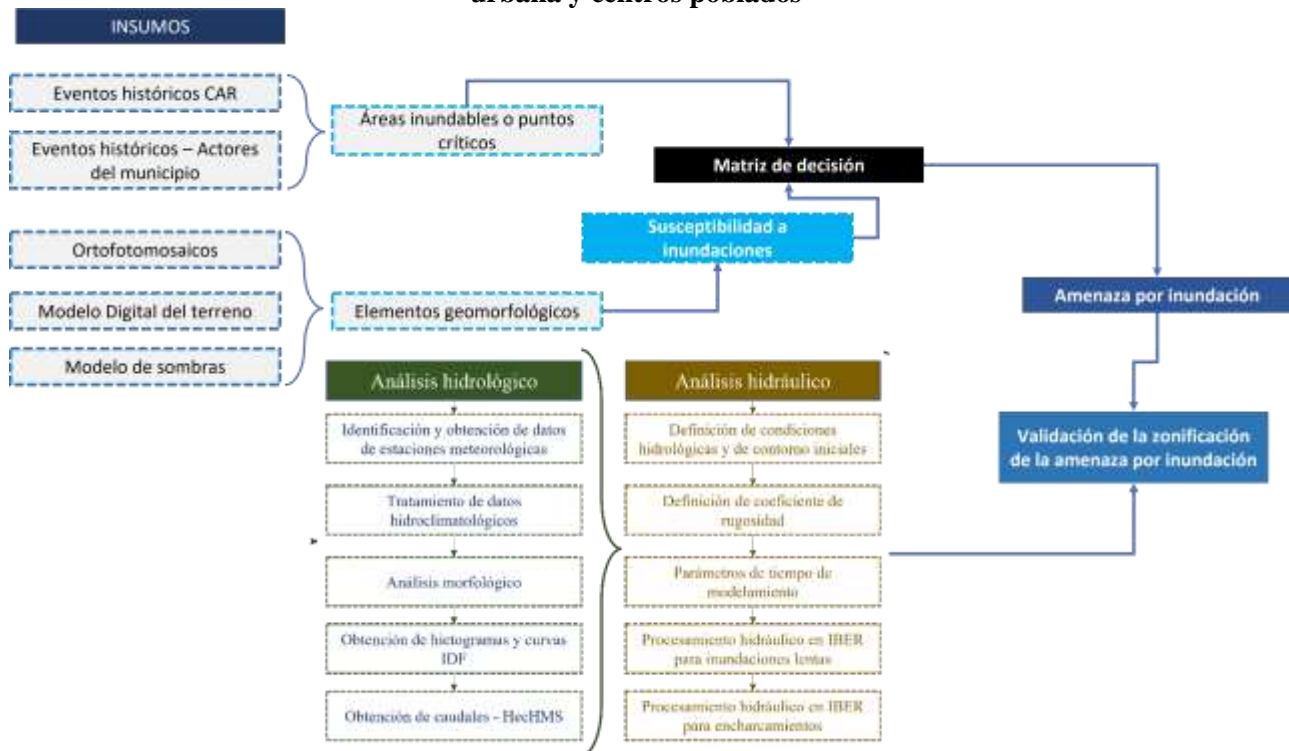 urbana y centros poblados
INSUMOS
Eventos históricos CAR
Eventos históricos – Actores
del municipio
Áreas inundables o puntos
críticos
Matriz de decisión
Susceptibilidad a
inundaciones
Ortofotomosaicos
Modelo Digital del terreno
Modelo de sombras
Elementos geomorfológicos
Amenaza por inundación
Validación de la zonificación
de la amenaza por inundación
Análisis hidrológico
Identificación y obtención de datos
de estaciones meteorológicas
Tratamiento de datos
hidroclimatológicos
Análisis morfológico
Obtención de hietogramas y curvas
IDF
Obtención de caudales - HecHMS
Análisis hidráulico
Definición de condiciones
hidrológicas y de contorno iniciales
Definición de coeficiente de
rugosidad
Parámetros de tiempo de
modelamiento
Procesamiento hidráulico en IBER
para inundaciones lentas
Procesamiento hidráulico en IBER
para encharcamientos